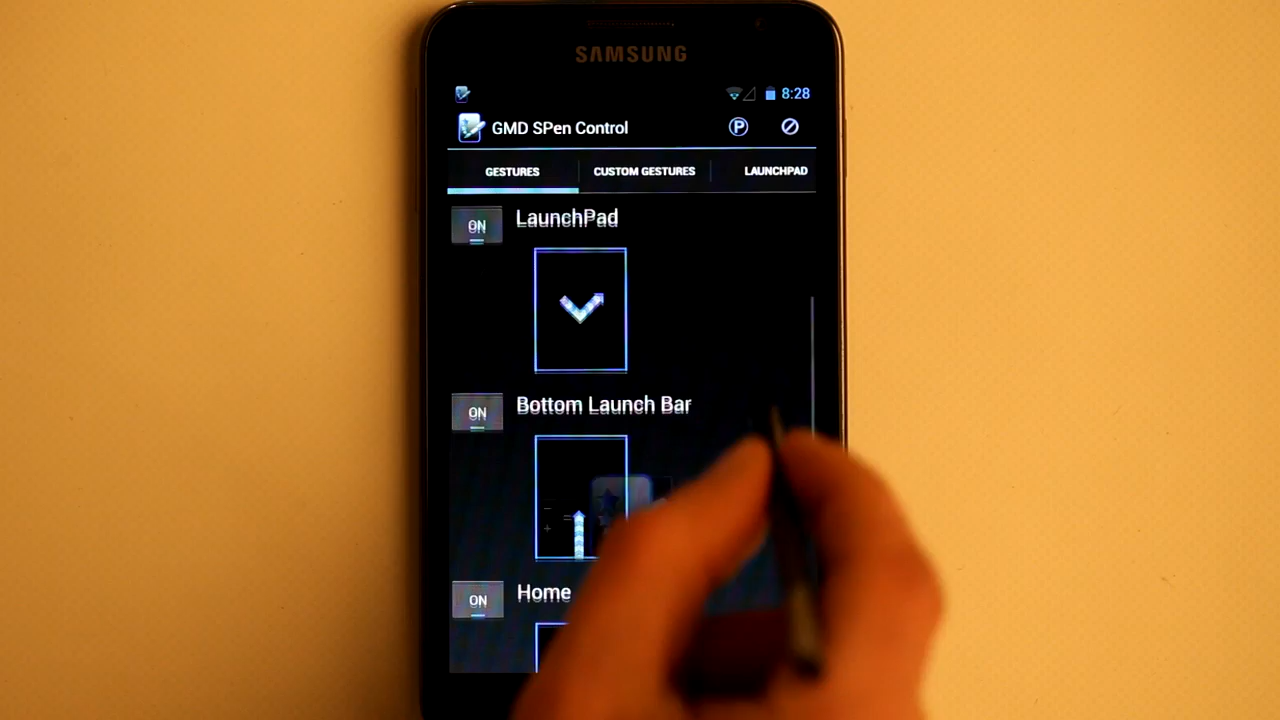 SAMSUNG
8:28
GMD SPen Control
P
GESTURES
CUSTOM GESTURES
LAUNCHPAD
ON
LaunchPad
ON
Bottom Launch Bar
ON
Home